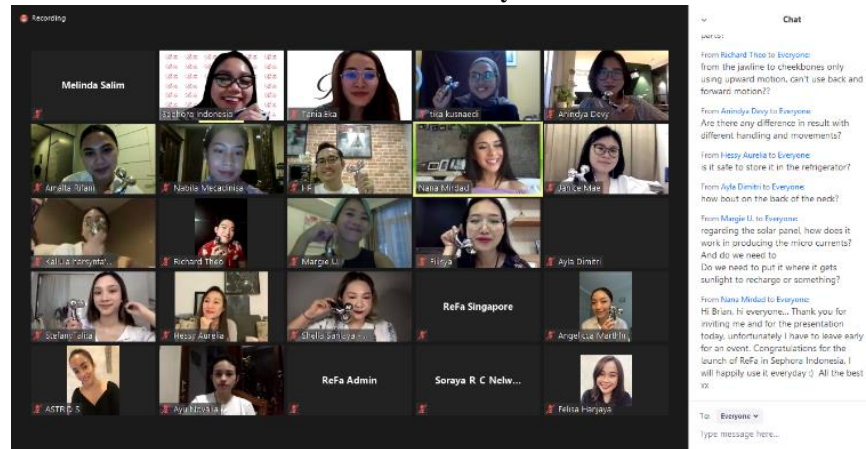 Recording
Melinda Salim
Sephora Indonesia
Tania Eka
tica kusnaedi
Anindya Devy
Amalta Rifani
Nabila Mecadinisa
HF
Nana Mirdad
Janice Mae
Richard Theo
Margie U.
Ayla Dimitri
Hessy Aurelia
ReFa Singapore
ASTRID S
Ayu Novalia
ReFa Admin
Soraya R C Nelw...
Felisa Harjaya
Chat
parts?
From Richard Theo to Everyone:
from the jawline to cheekbones only
using upward motion, can't use back and
forward motion??
From Anindya Devy to Everyone:
Are there any difference in result with
different handling and movements?
From Hessy Aurelia to Everyone:
is it safe to store it in the refrigerator?
From Ayla Dimitri to Everyone:
how bout on the back of the neck?
From Margie U. to Everyone:
regarding the solar panel, how does it
work in producing the micro currents?
And do we need to
Do we need to put it where it gets
sunlight to recharge or something?
From Nana Mirdad to Everyone:
Hi Brian, hi everyone... Thank you for
inviting me and for the presentation
today, unfortunately I have to leave early
for an event. Congratulations for the
launch of ReFa in Sephora Indonesia, I
will happily use it everyday :) All the best
xx
To: Everyone
Type message here...